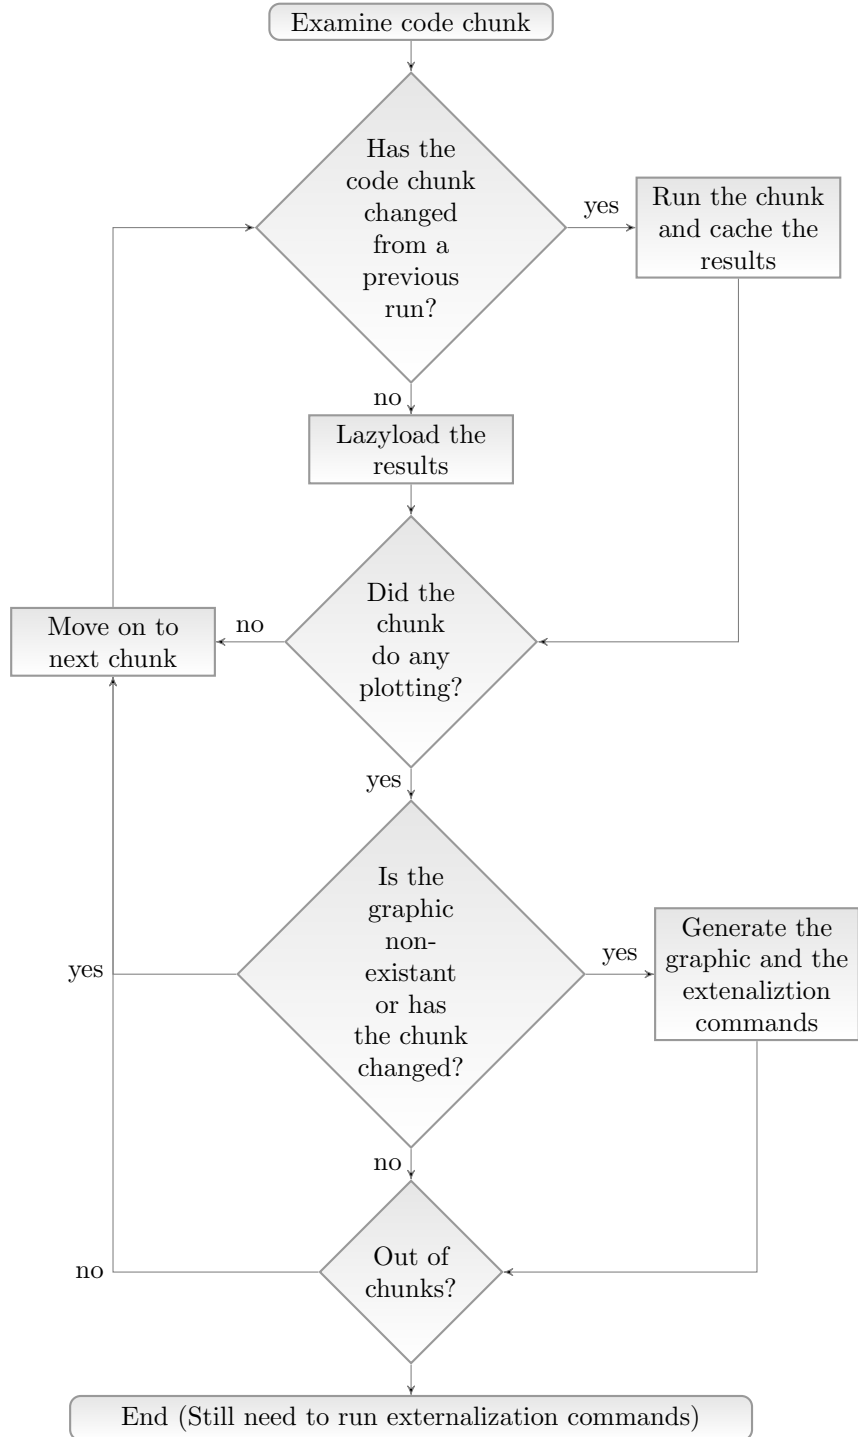 Examine code chunk
Has the
code chunk
changed
from a
previous
run?
yes
Run the chunk
and cache the
results
no
Lazyload the
results
Did the
chunk
do any
plotting?
no
Move on to
next chunk
yes
Is the
graphic
non-
existant
or has
the chunk
changed?
yes
yes
Generate the
graphic and the
extenaliztion
commands
no
Out of
chunks?
no
End (Still need to run externalization commands)